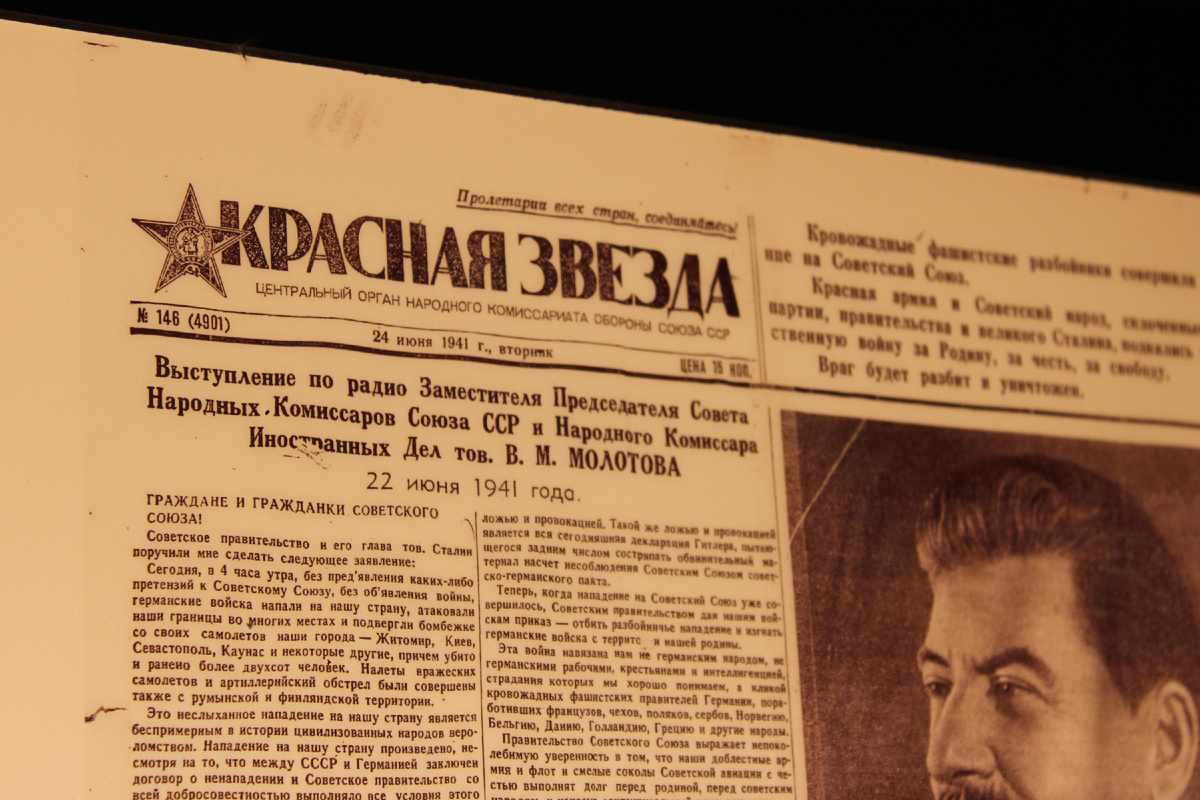 Пролетарии всех стран, соединяйтесь!
КРАСНАЯ ЗВЕЗДА
ЦЕНТРАЛЬНЫЙ ОРГАН НАРОДНОГО КОМИССАРИАТА ОБОРОНЫ СОЮЗА ССР
№ 146 (4901)
24 июня 1941 г., вторник
ЦЕНА 15 КОП.
Кровожадные фашистские разбойники совершили
ние на Советский Союз.
Красная армия и Советский народ, сплоченные
партии, правительства и великого Сталина, поднялись
ственную войну за Родину, за честь, за свободу.
Враг будет разбит и уничтожен.
Выступление по радио Заместителя Председателя Совета
Народных Комиссаров Союза ССР и Народного Комиссара
Иностранных Дел тов. В. М. МОЛОТОВА
22 июня 1941 года.
ГРАЖДАНЕ И ГРАЖДАНКИ СОВЕТСКОГО
СОЮЗА!
Советское правительство и его глава тов. Сталин
поручили мне сделать следующее заявление:
Сегодня, в 4 часа утра, без пред'явления каких-либо
претензий к Советскому Союзу, без об'явления войны,
германские войска напали на нашу страну, атаковали
наши границы во многих местах и подвергли бомбежке
со своих самолетов наши города — Житомир, Киев,
Севастополь, Каунас и некоторые другие, причем убито
и ранено более двухсот человек. Налеты вражеских
самолетов и артиллерийский обстрел были совершены
также с румынской и финляндской территории.
Это неслыханное нападение на нашу страну является
беспримерным в истории цивилизованных народов веро-
ломством. Нападение на нашу страну произведено, не-
смотря на то, что между СССР и Германией заключен
договор о ненападении и Советское правительство со
всей добросовестностью выполняло все условия этого
ложью и провокацией. Такой же ложью и провокацией
является вся сегодняшняя декларация Гитлера, пытаю-
щегося задним числом состряпать обвинительный ма-
териал насчет несоблюдения Советским Союзом совет-
ско-германского пакта.
Теперь, когда нападение на Советский Союз уже со-
вершилось, Советским правительством дан нашим вой-
скам приказ — отбить разбойничье нападение и изгнать
германские войска с террито и нашей родины.
Эта война навязана нам не германским народом, не
германскими рабочими, крестьянами и интеллигенцией,
страдания которых мы хорошо понимаем, а кликой
кровожадных фашистских правителей Германии, пора-
ботивших французов, чехов, поляков, сербов, Норвегию,
Бельгию, Данию, Голландию, Грецию и другие народы.
Правительство Советского Союза выражает непоко-
лебимую уверенность в том, что наши доблестные ар-
мия и флот и смелые соколы Советской авиации с че-
стью выполнят долг перед родиной, перед советским